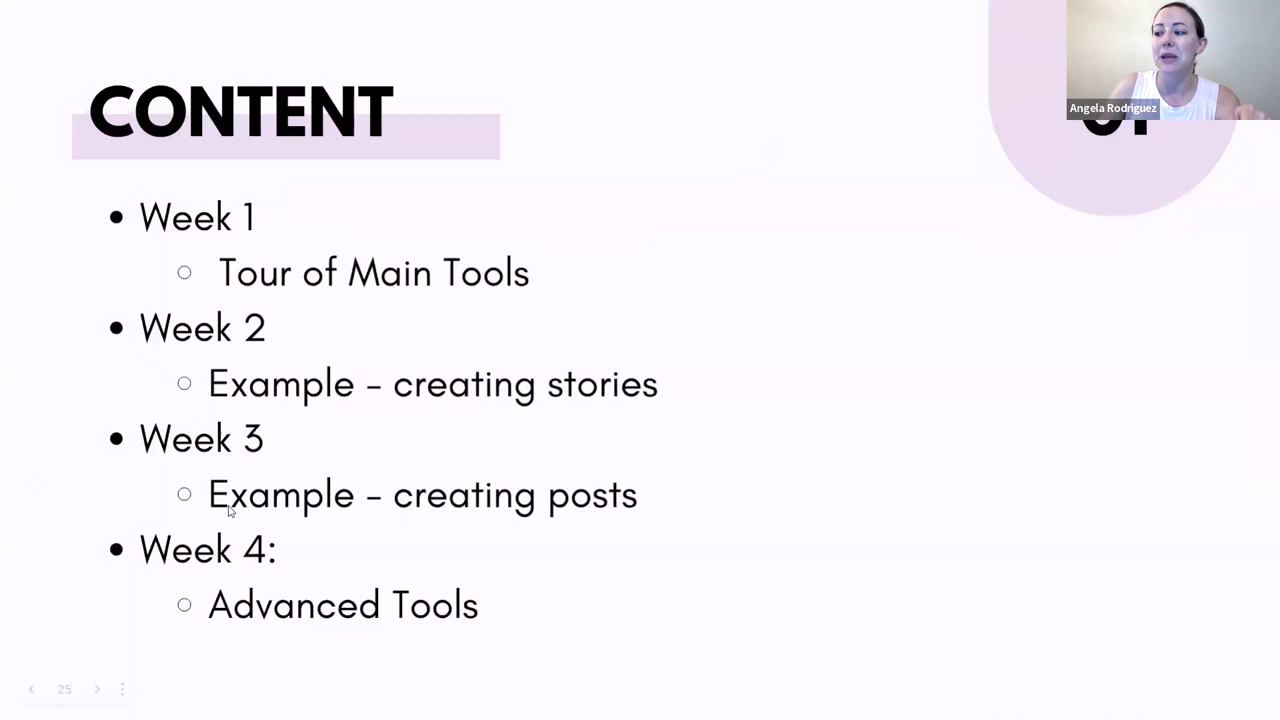 CONTENT
Angela Rodriguez
Week 1
Tour of Main Tools
Week 2
Example - creating stories
Week 3
Example - creating posts
Week 4:
Advanced Tools
25